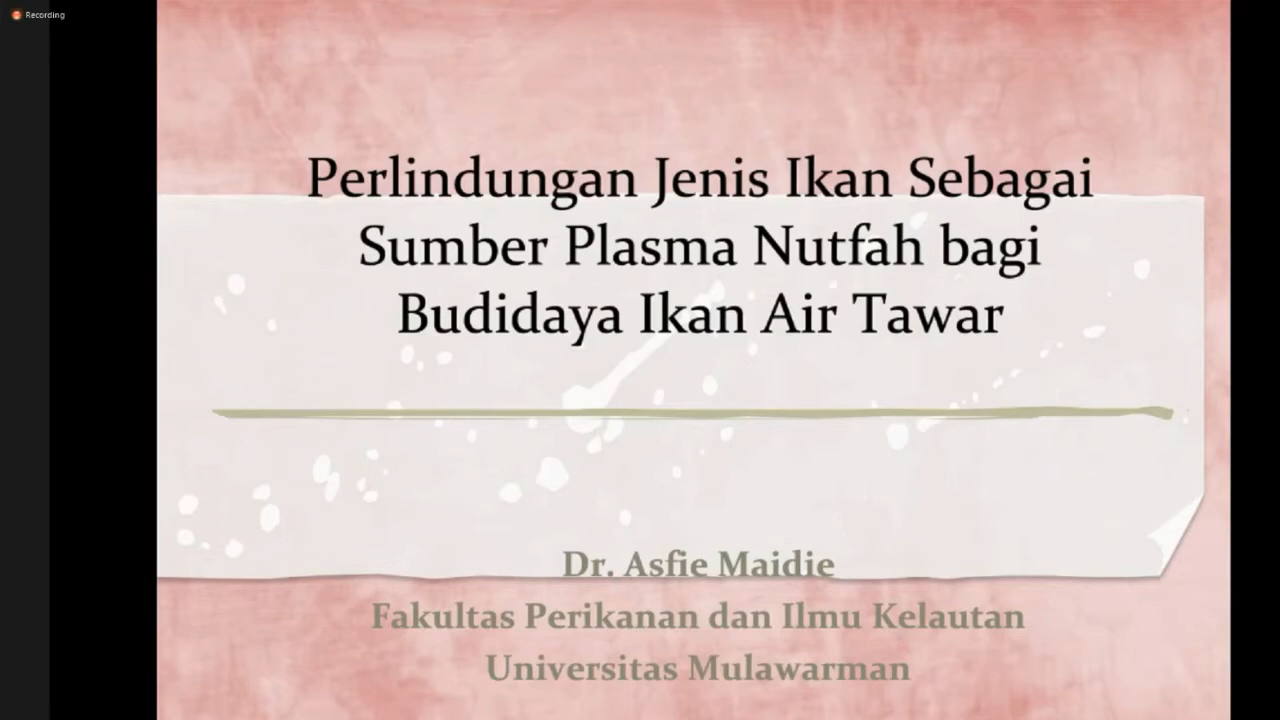 Recording
Perlindungan Jenis Ikan Sebagai
Sumber Plasma Nutfah bagi
Budidaya Ikan Air Tawar
Dr. Asfie Maidie
Fakultas Perikanan dan Ilmu Kelautan
Universitas Mulawarman